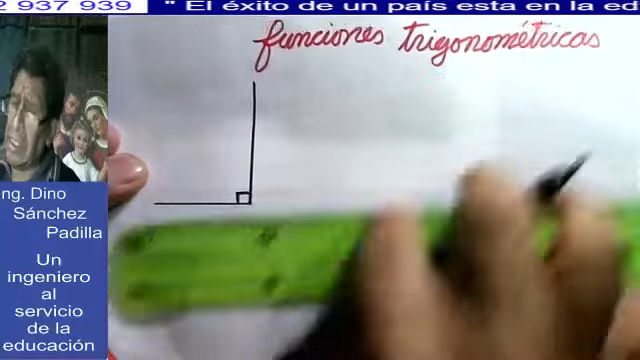 2 937 939 " El éxito de un país esta en la ed
funciones trigonométricas
ng. Dino
Sánchez
Padilla
Un
ingeniero
al
servicio
de la
educación